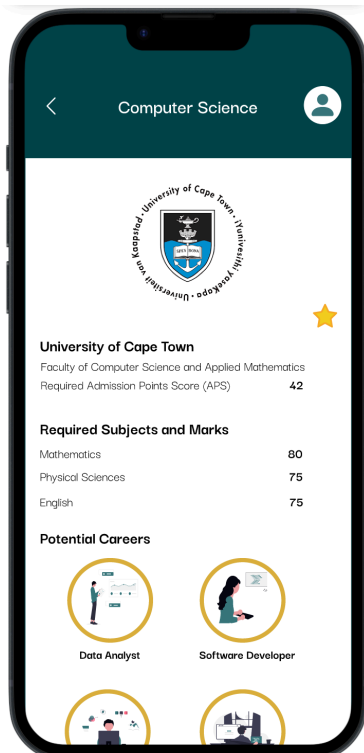 Computer Science
University of Cape Town · iYunivesithi yaseKapa · Universiteit van Kaapstad ·
SPES BONA
University of Cape Town
Faculty of Computer Science and Applied Mathematics
Required Admission Points Score (APS) 42
Required Subjects and Marks
Mathematics 80
Physical Sciences 75
English 75
Potential Careers
Data Analyst Software Developer